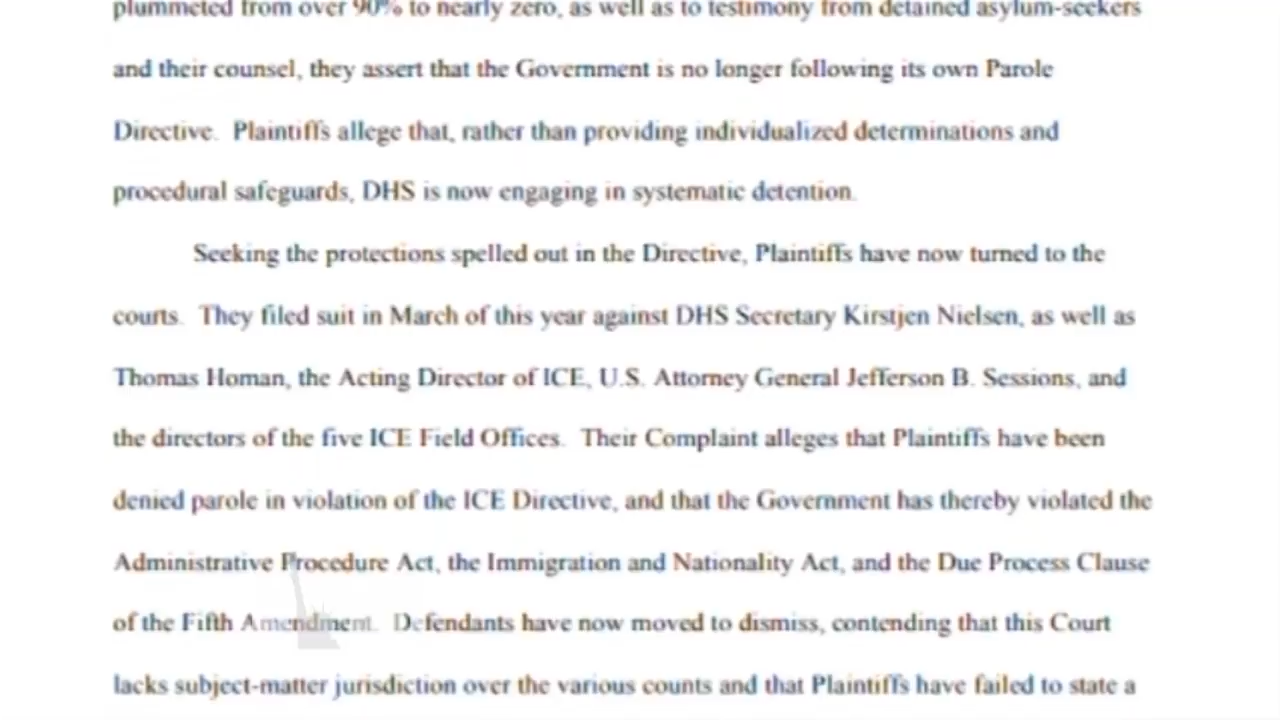 plummeted from over 90% to nearly zero, as well as to testimony from detained asylum-seekers
and their counsel, they assert that the Government is no longer following its own Parole
Directive.  Plaintiffs allege that, rather than providing individualized determinations and
procedural safeguards, DHS is now engaging in systematic detention.
Seeking the protections spelled out in the Directive, Plaintiffs have now turned to the
courts.  They filed suit in March of this year against DHS Secretary Kirstjen Nielsen, as well as
Thomas Homan, the Acting Director of ICE, U.S. Attorney General Jefferson B. Sessions, and
the directors of the five ICE Field Offices.  Their Complaint alleges that Plaintiffs have been
denied parole in violation of the ICE Directive, and that the Government has thereby violated the
Administrative Procedure Act, the Immigration and Nationality Act, and the Due Process Clause
of the Fifth Amendment.  Defendants have now moved to dismiss, contending that this Court
lacks subject-matter jurisdiction over the various counts and that Plaintiffs have failed to state a